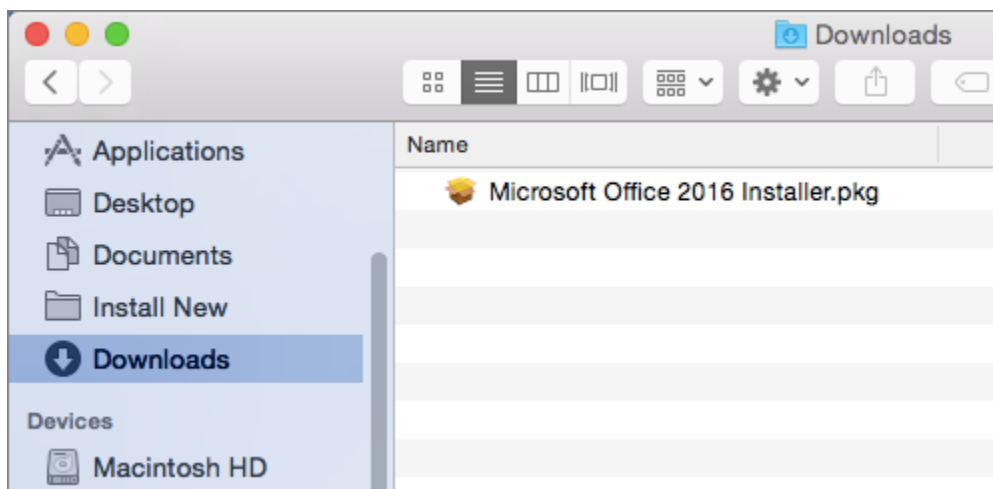 Downloads
Applications
Desktop
Documents
Install New
Downloads
Devices
Macintosh HD
Name
Microsoft Office 2016 Installer.pkg